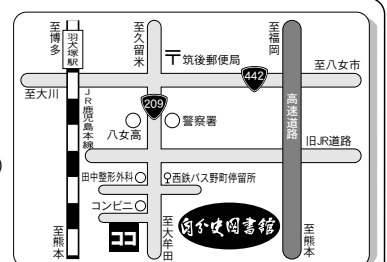 至博多
羽犬塚駅
至久留米
〒筑後郵便局
至福岡
442
至八女市
至大川
JR鹿児島本線
209
八女高
警察署
高速道路
旧JR道路
田中整形外科
西鉄バス野町停留所
コンビニ
ココ
至大牟田
自分史図書館
至熊本
至熊本